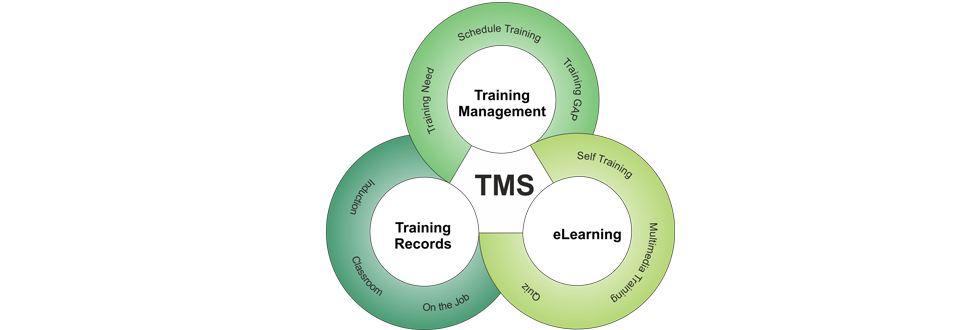 Schedule Training
Training Need
Training GAP
Training
Management
TMS
Self Training
Multimedia Training
Quiz
eLearning
Induction
Classroom
On the Job
Training
Records